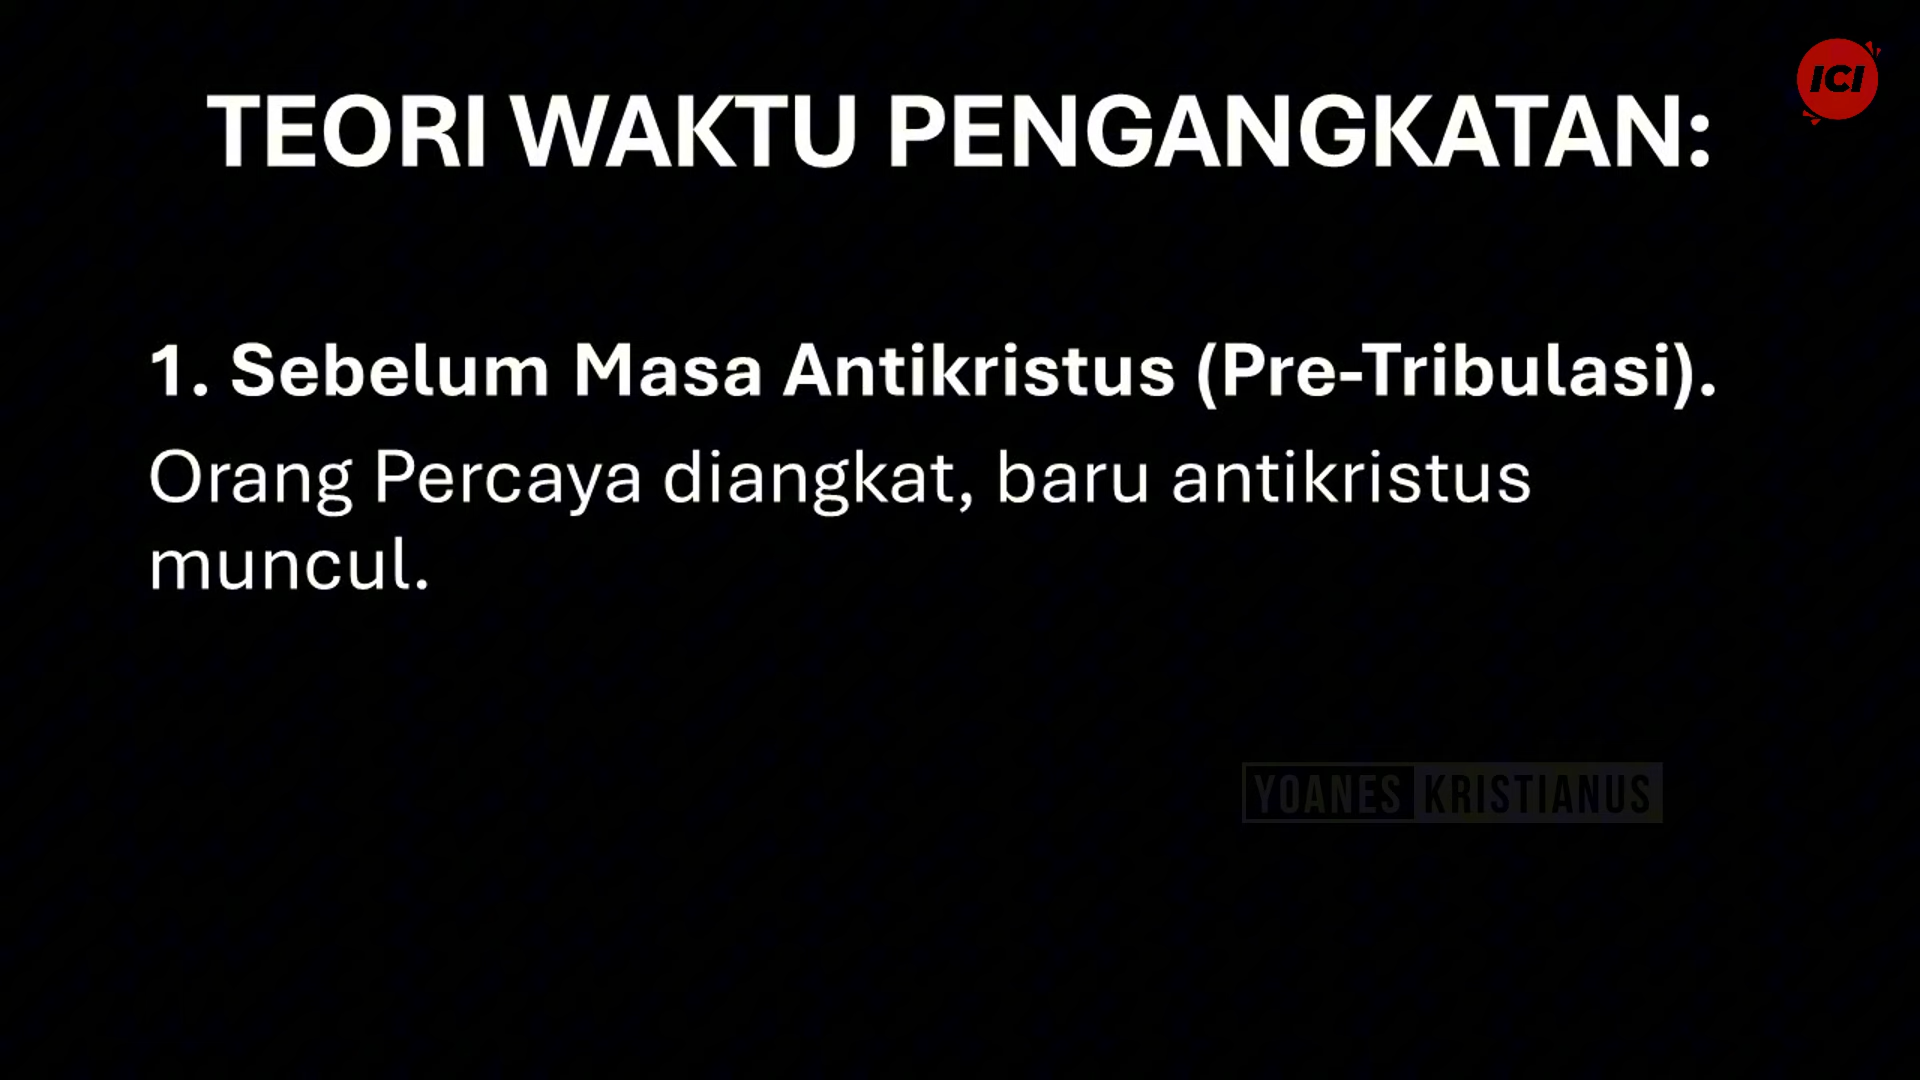 ICI
TEORI WAKTU PENGANGKATAN:
1. Sebelum Masa Antikristus (Pre-Tribulasi).
Orang Percaya diangkat, baru antikristus
muncul.
YOANES KRISTIANUS